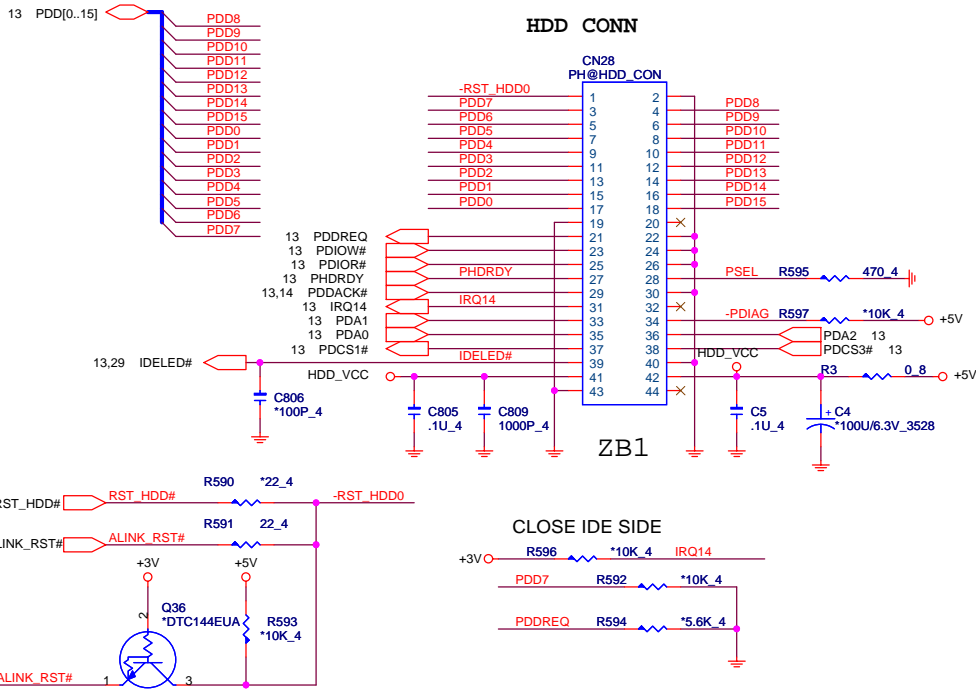 13 PDD[0..15]
PDD8
PDD9
PDD10
PDD11
PDD12
PDD13
PDD14
PDD15
PDD0
PDD1
PDD2
PDD3
PDD4
PDD5
PDD6
PDD7
HDD CONN
CN28
PH@HDD_CON
-RST_HDD0 1 2
PDD7 3 4 PDD8
PDD6 5 6 PDD9
PDD5 7 8 PDD10
PDD4 9 10 PDD11
PDD3 11 12 PDD12
PDD2 13 14 PDD13
PDD1 15 16 PDD14
PDD0 17 18 PDD15
19 20
13 PDDREQ 21 22
13 PDIOW# 23 24
13 PDIOR# 25 26
13 PHDRDY PHDRDY 27 28 PSEL R595 470_4
13,14 PDDACK# 29 30
13 IRQ14 IRQ14 31 32
13 PDA1 33 34 -PDIAG R597 *10K_4 +5V
13 PDA0 35 36 PDA2 13
13 PDCS1# 37 38 PDCS3# 13
13,29 IDELED# IDELED# 39 40 HDD_VCC
HDD_VCC 41 42 R3 0_8 +5V
43 44
C806
*100P_4
C805
.1U_4
C809
1000P_4
C5
.1U_4
+ C4
*100U/6.3V_3528
ZB1
RST_HDD# RST_HDD# R590 *22_4 -RST_HDD0
LINK_RST# ALINK_RST# R591 22_4
+3V +5V
2
Q36
*DTC144EUA
R593
*10K_4
ALINK_RST# 1 3
CLOSE IDE SIDE
+3V R596 *10K_4 IRQ14
PDD7 R592 *10K_4
PDDREQ R594 *5.6K_4